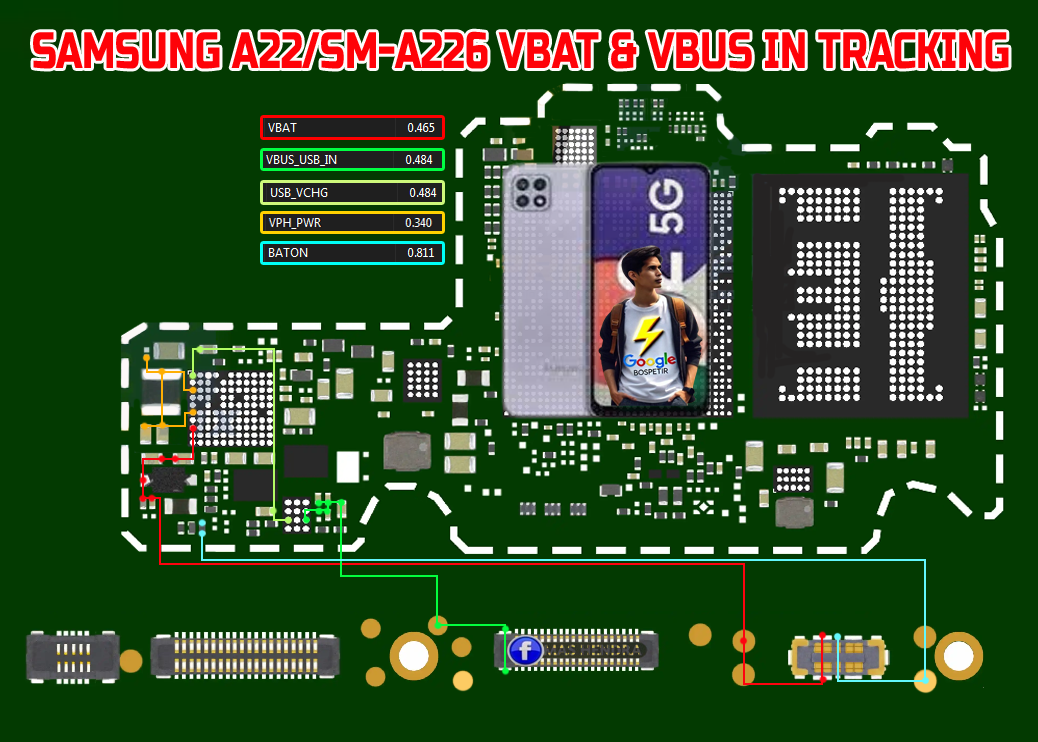 SAMSUNG A22/SM-A226 VBAT & VBUS IN TRACKING
VBAT 0.465
VBUS_USB_IN 0.484
USB_VCHG 0.484
VPH_PWR 0.340
BATON 0.811
5G
Google
BOSPETIR
f MASHENDRA